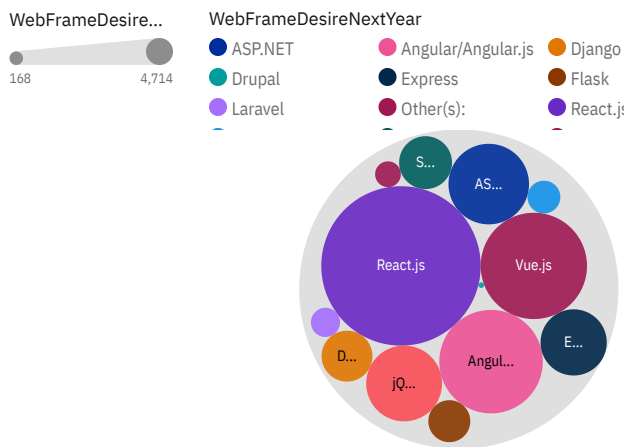 WebFrameDesire...
168 4,714
WebFrameDesireNextYear
ASP.NET Angular/Angular.js Django
Drupal Express Flask
Laravel Other(s): React.js
S...
AS...
React.js
Vue.js
E...
D...
Angul...
jQ...